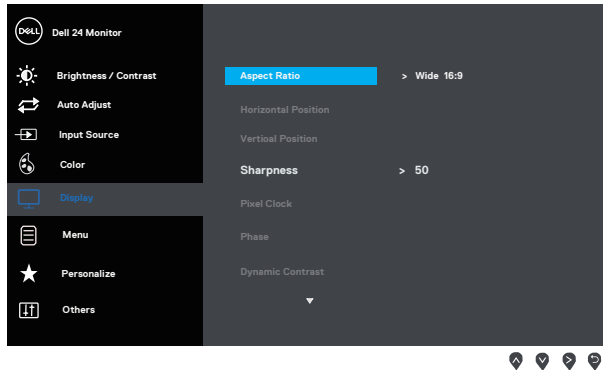 DELL Dell 24 Monitor
Brightness / Contrast
Auto Adjust
Input Source
Color
Display
Menu
Personalize
Others
Aspect Ratio > Wide 16:9
Horizontal Position
Vertical Position
Sharpness > 50
Pixel Clock
Phase
Dynamic Contrast